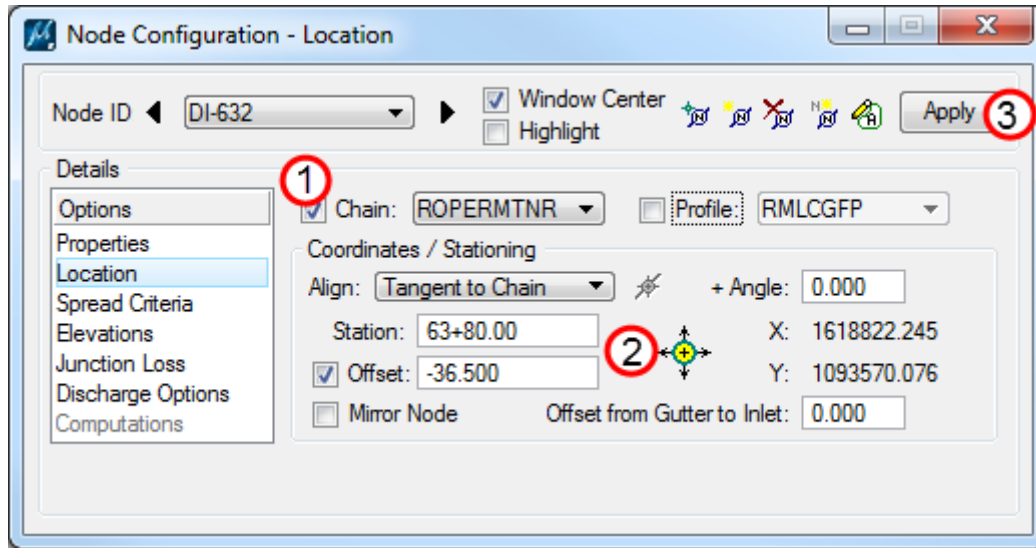 Node Configuration - Location
Node ID DI-632 Window Center Highlight Apply 3
Details
1
Options
Properties
Location
Spread Criteria
Elevations
Junction Loss
Discharge Options
Computations
Chain: ROPERMTNR Profile: RMLCGFP
Coordinates / Stationing
Align: Tangent to Chain + Angle: 0.000
Station: 63+80.00 2 X: 1618822.245
Offset: -36.500 Y: 1093570.076
Mirror Node Offset from Gutter to Inlet: 0.000